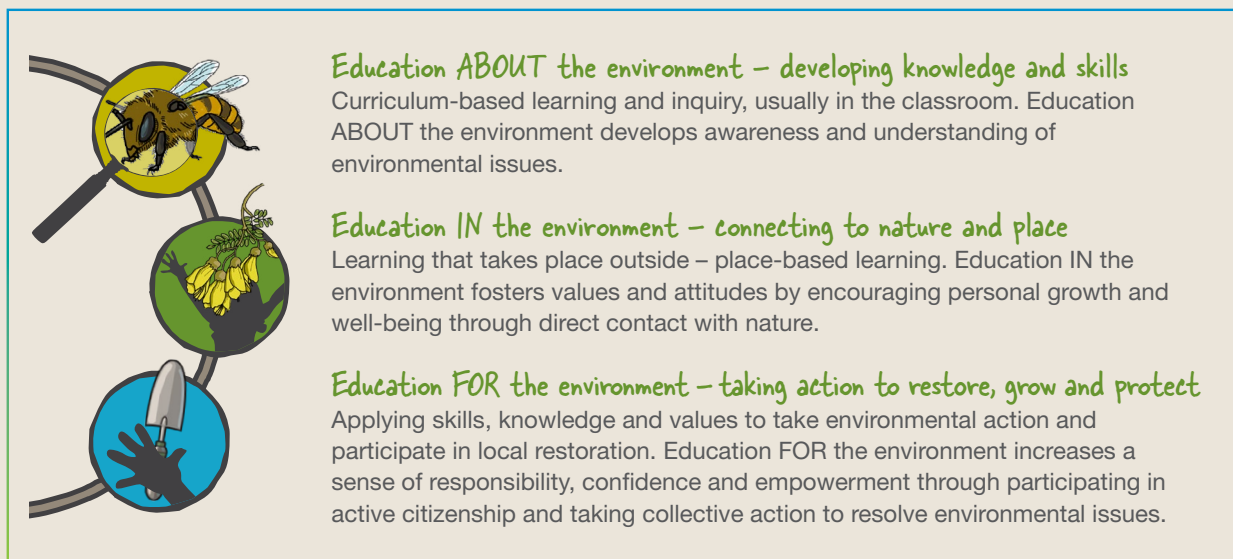 Education ABOUT the environment – developing knowledge and skills
Curriculum-based learning and inquiry, usually in the classroom. Education
ABOUT the environment develops awareness and understanding of
environmental issues.
Education IN the environment – connecting to nature and place
Learning that takes place outside – place-based learning. Education IN the
environment fosters values and attitudes by encouraging personal growth and
well-being through direct contact with nature.
Education FOR the environment – taking action to restore, grow and protect
Applying skills, knowledge and values to take environmental action and
participate in local restoration. Education FOR the environment increases a
sense of responsibility, confidence and empowerment through participating in
active citizenship and taking collective action to resolve environmental issues.